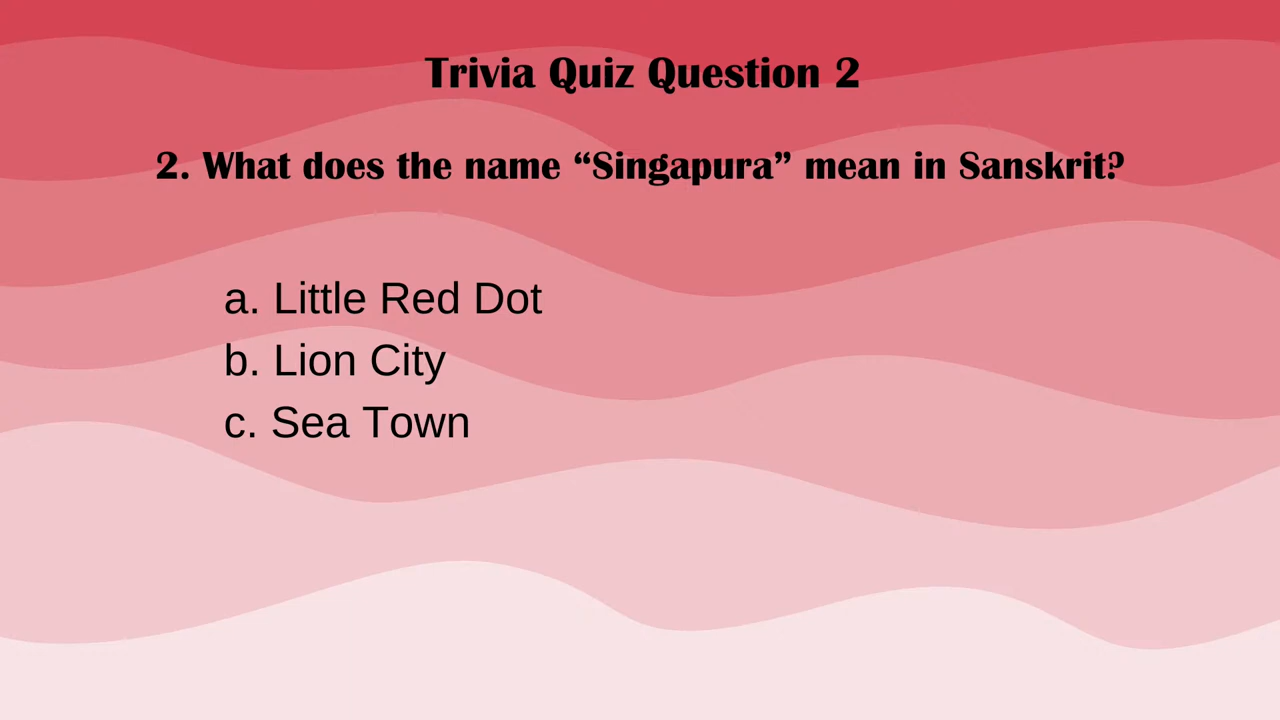 Trivia Quiz Question 2
2. What does the name “Singapura” mean in Sanskrit?
a. Little Red Dot
b. Lion City
c. Sea Town